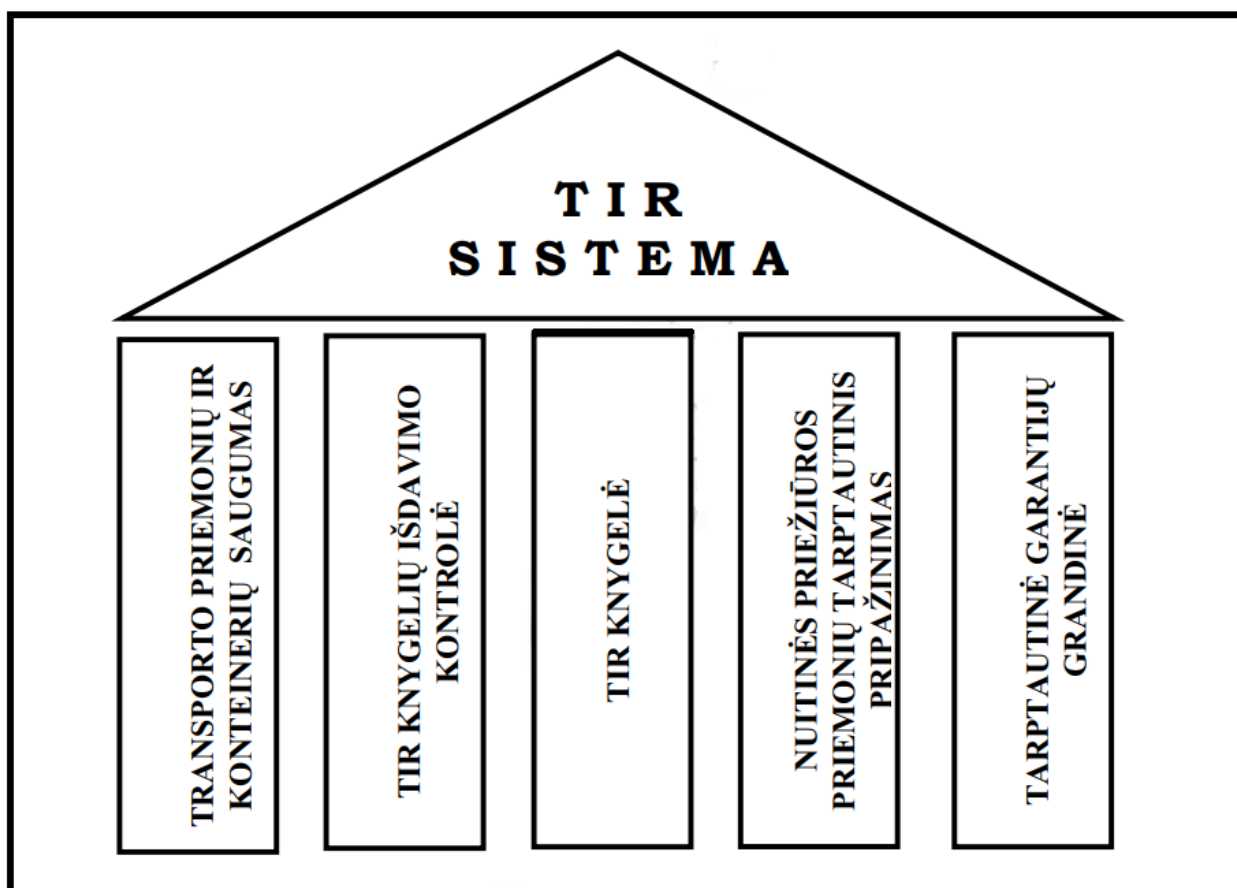 TIR
SISTEMA
TRANSPORTO PRIEMONIŲ IR
KONTEINERIŲ SAUGUMAS
TIR KNYGELIŲ IŠDAVIMO
KONTROLĖ
TIR KNYGELĖ
NUITINĖS PRIEŽIŪROS
PRIEMONIŲ TARPTAUTINIS
PRIPAŽINIMAS
TARPTAUTINĖ GARANTIJŲ
GRANDINĖ